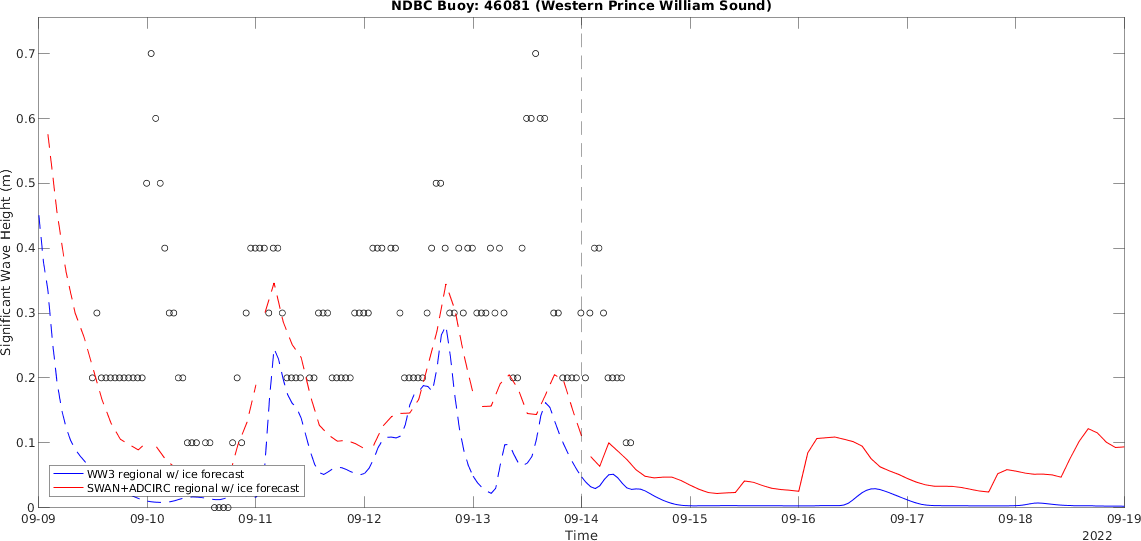 NDBC Buoy: 46081 (Western Prince William Sound)
Significant Wave Height (m)
0.7
0.6
0.5
0.4
0.3
0.2
0.1
0
WW3 regional w/ ice forecast
SWAN+ADCIRC regional w/ ice forecast
09-09 09-10 09-11 09-12 09-13 09-14 09-15 09-16 09-17 09-18 09-19
Time
2022